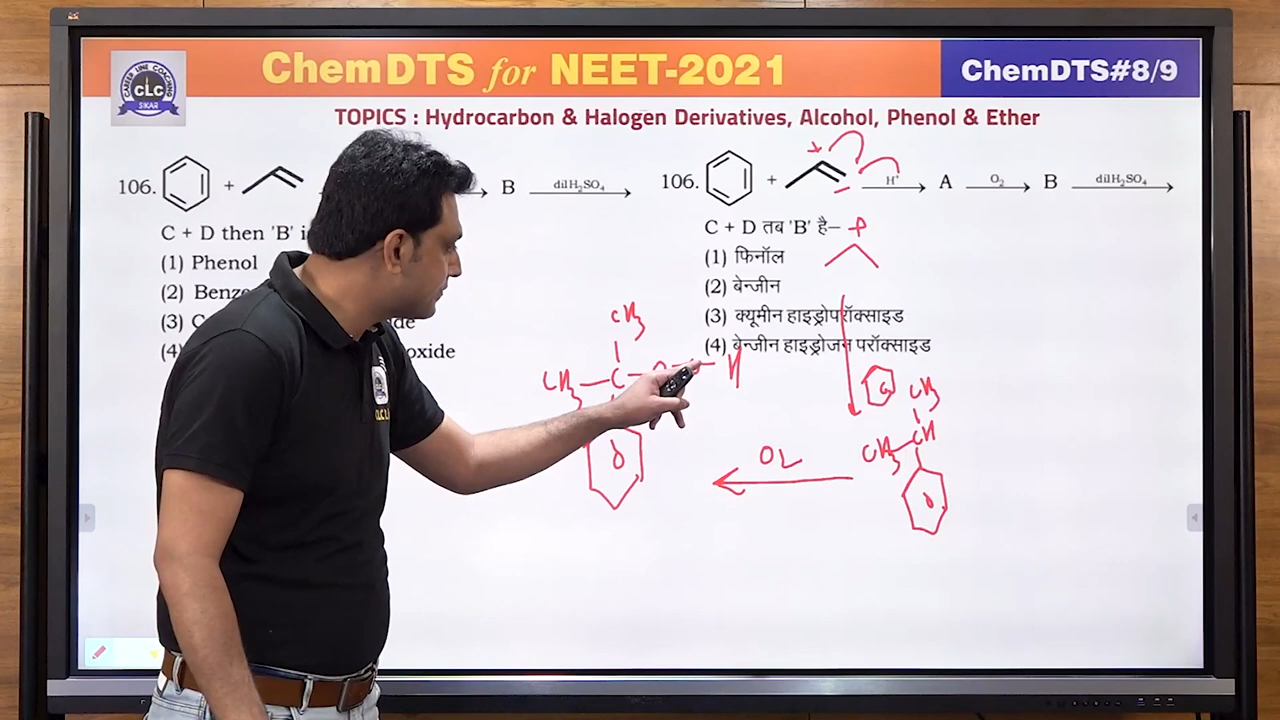 ChemDTS for NEET-2021
ChemDTS#8/9
CAREER LINE COACHING
CLC
SIKAR
TOPICS : Hydrocarbon & Halogen Derivatives, Alcohol, Phenol & Ether
106. + B dil H₂SO₄
C + D then 'B'
(1) Phenol
(2)
(3)
(4) oxide
106. + H⁺ A O₂ B dil H₂SO₄
C + D तब 'B' है–
(1) फिनॉल
(2) बेन्जीन
(3) क्यूमीन हाइड्रोपरॉक्साइड
(4) बेन्जीन हाइड्रोजन परॉक्साइड
+
CH₃
CH₃ C H
O₂
CH₃
CH₃ CH